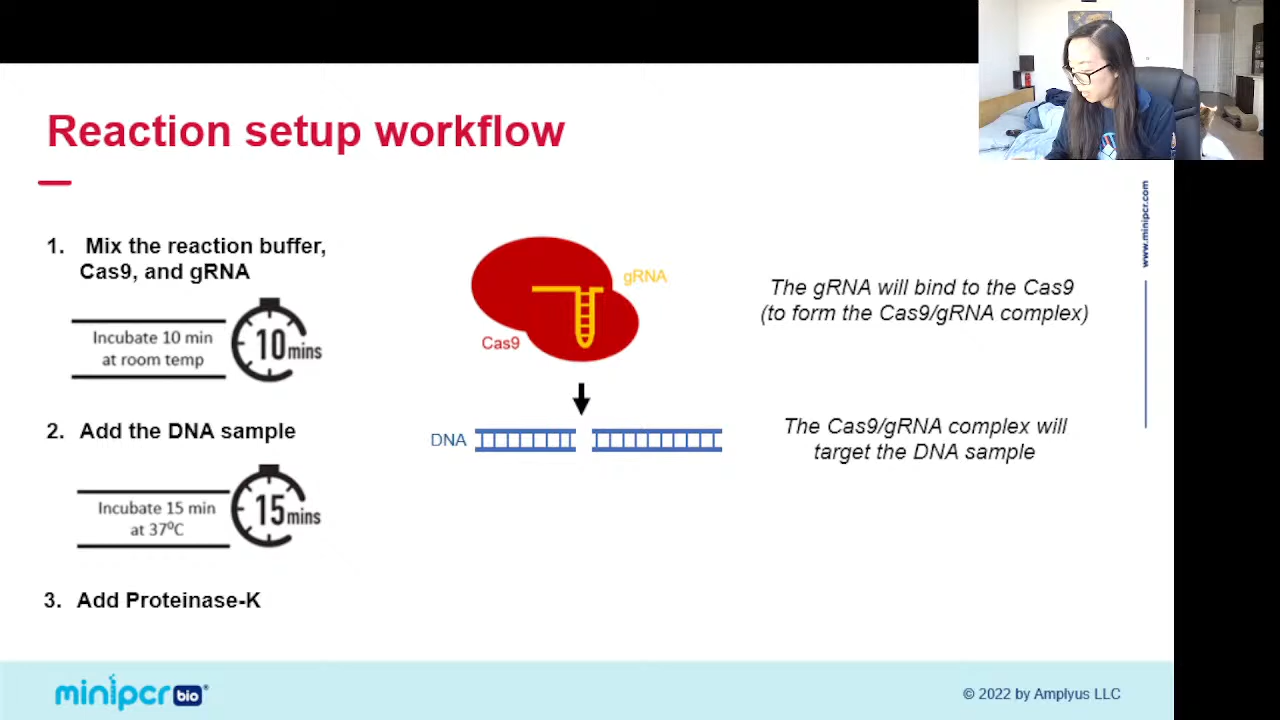 Reaction setup workflow
www.minipcr.com
1. Mix the reaction buffer,
Cas9, and gRNA
Incubate 10 min
at room temp
10 mins
gRNA
Cas9
The gRNA will bind to the Cas9
(to form the Cas9/gRNA complex)
2. Add the DNA sample
DNA
The Cas9/gRNA complex will
target the DNA sample
Incubate 15 min
at 37⁰C
15 mins
3. Add Proteinase-K
minipcr bio®
© 2022 by Amplyus LLC